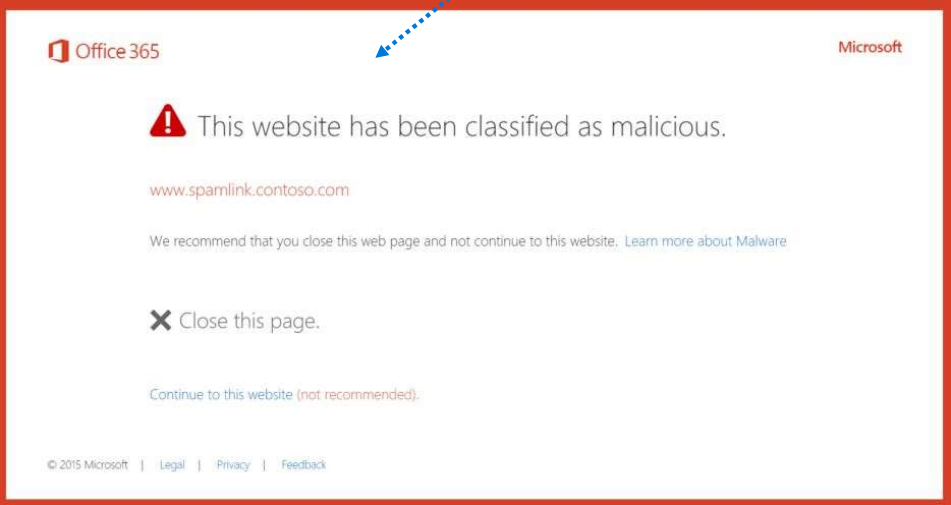 Office 365
Microsoft
This website has been classified as malicious.
www.spamlink.contoso.com
We recommend that you close this web page and not continue to this website. Learn more about Malware
Close this page.
Continue to this website (not recommended).
© 2015 Microsoft | Legal | Privacy | Feedback